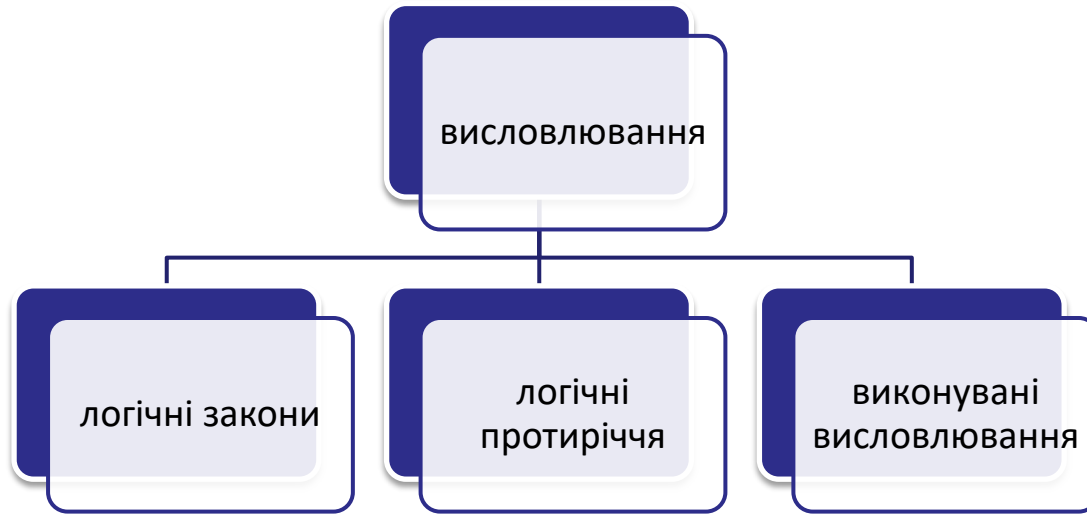 висловлювання
логічні закони
логічні
протиріччя
виконувані
висловлювання